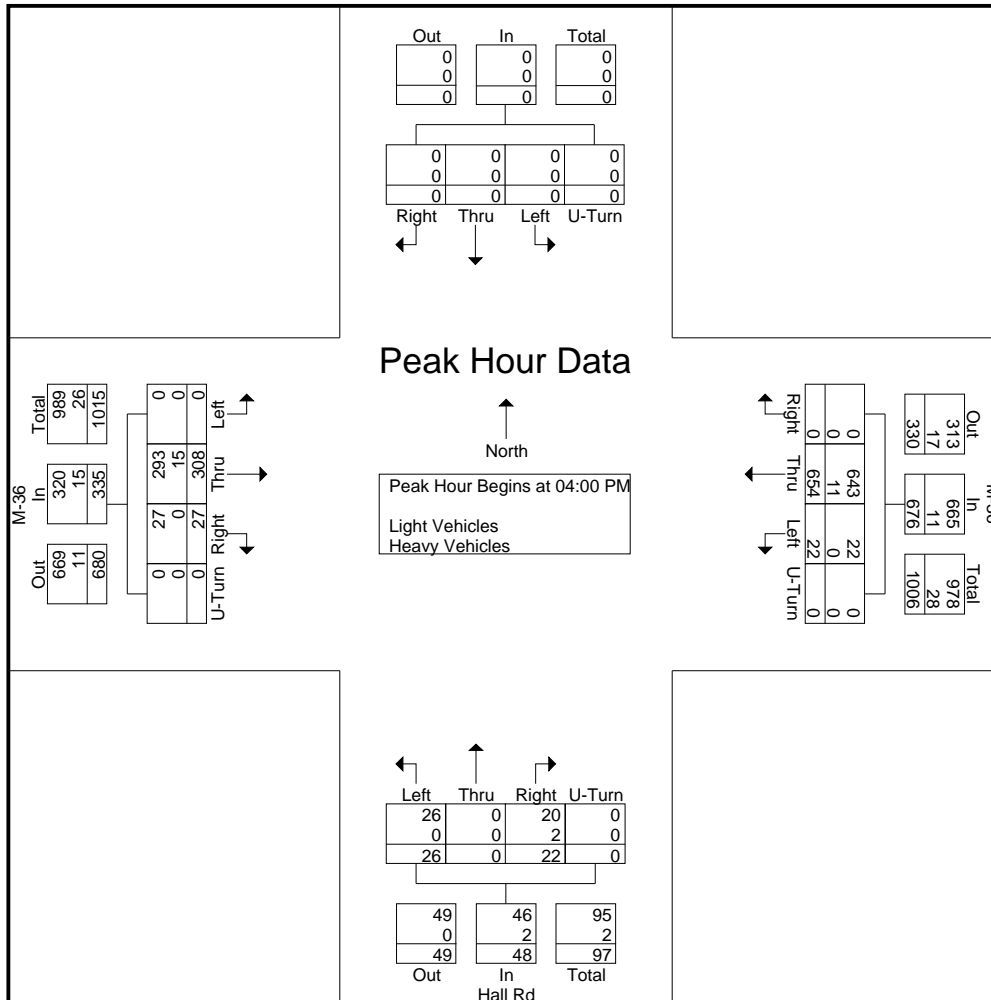 Out In Total
0 0 0
0 0 0
0 0 0
0 0 0 0
0 0 0 0
0 0 0 0
Right Thru Left U-Turn
Peak Hour Data
North
Peak Hour Begins at 04:00 PM
Light Vehicles
Heavy Vehicles
M-36
Out In Total
669 320 989
11 15 26
680 335 1015
U-Turn Right Thru Left
0 27 293 0
0 0 15 0
0 27 308 0
Out In Total
313 665 978
17 11 28
330 676 1006
Right Thru Left U-Turn
0 643 22 0
0 11 0 0
0 654 22 0
Left Thru Right U-Turn
26 0 20 0
0 0 2 0
26 0 22 0
49 46 95
0 2 2
49 48 97
Out In Total
Hall Rd